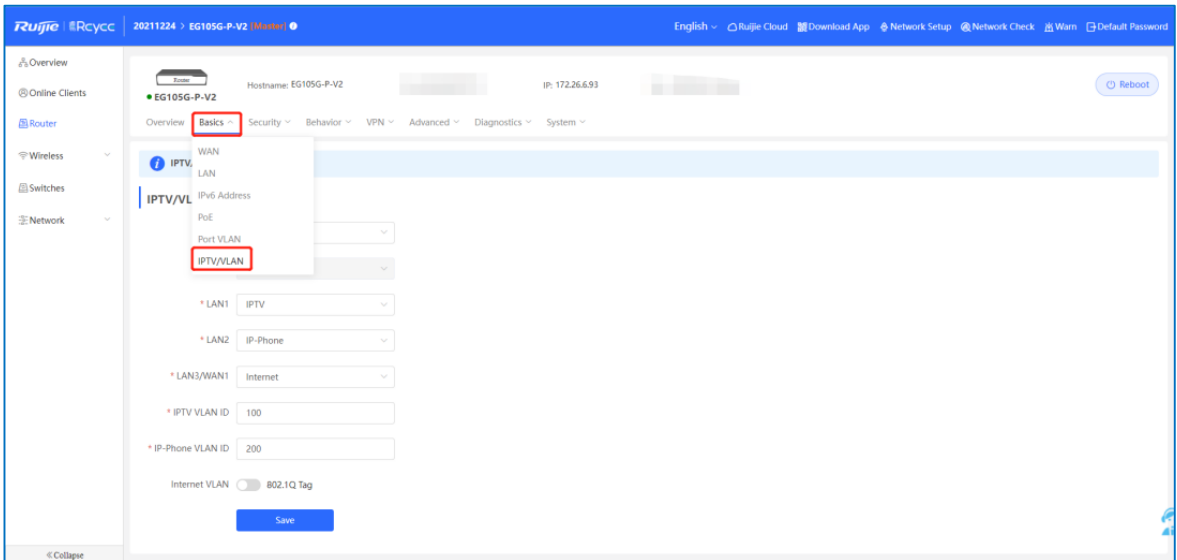 Ruijie Rcycc 20211224 > EG105G-P-V2 (Master) English Ruijie Cloud Download App Network Setup Network Check Warn Default Password
Overview
Online Clients
Router
Wireless
Switches
Network
Collapse
Router
EG105G-P-V2
Hostname: EG105G-P-V2 IP: 172.26.6.93 Reboot
Overview Basics Security Behavior VPN Advanced Diagnostics System
WAN
LAN
IPv6 Address
PoE
Port VLAN
IPTV/VLAN
IPTV/
IPTV/VL
* LAN1 IPTV
* LAN2 IP-Phone
* LAN3/WAN1 Internet
* IPTV VLAN ID 100
* IP-Phone VLAN ID 200
Internet VLAN 802.1Q Tag
Save